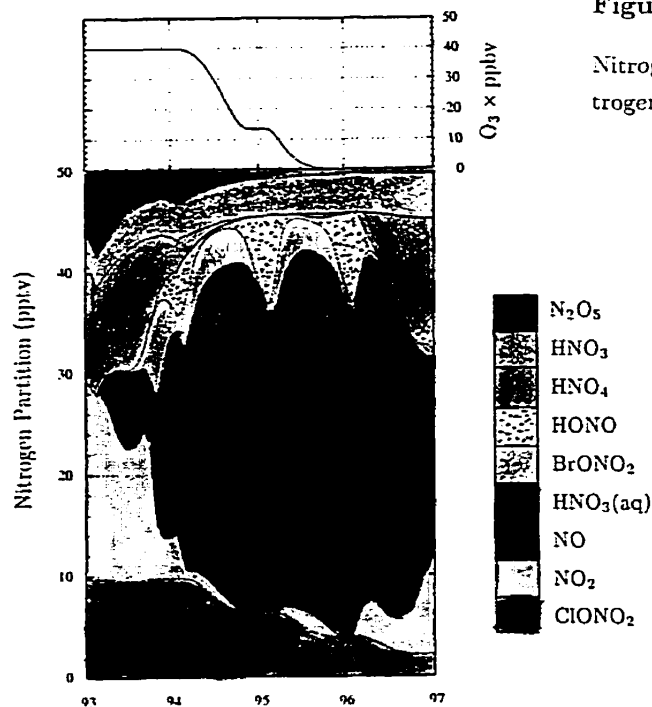 Figu
Nitrog
trogen
50
40
30
20
10
0
O₃ × ppbv
50
40
30
20
10
0
Nitrogen Partition (pptv)
93 94 95 96 97
N₂O₅
HNO₃
HNO₄
HONO
BrONO₂
HNO₃(aq)
NO
NO₂
ClONO₂